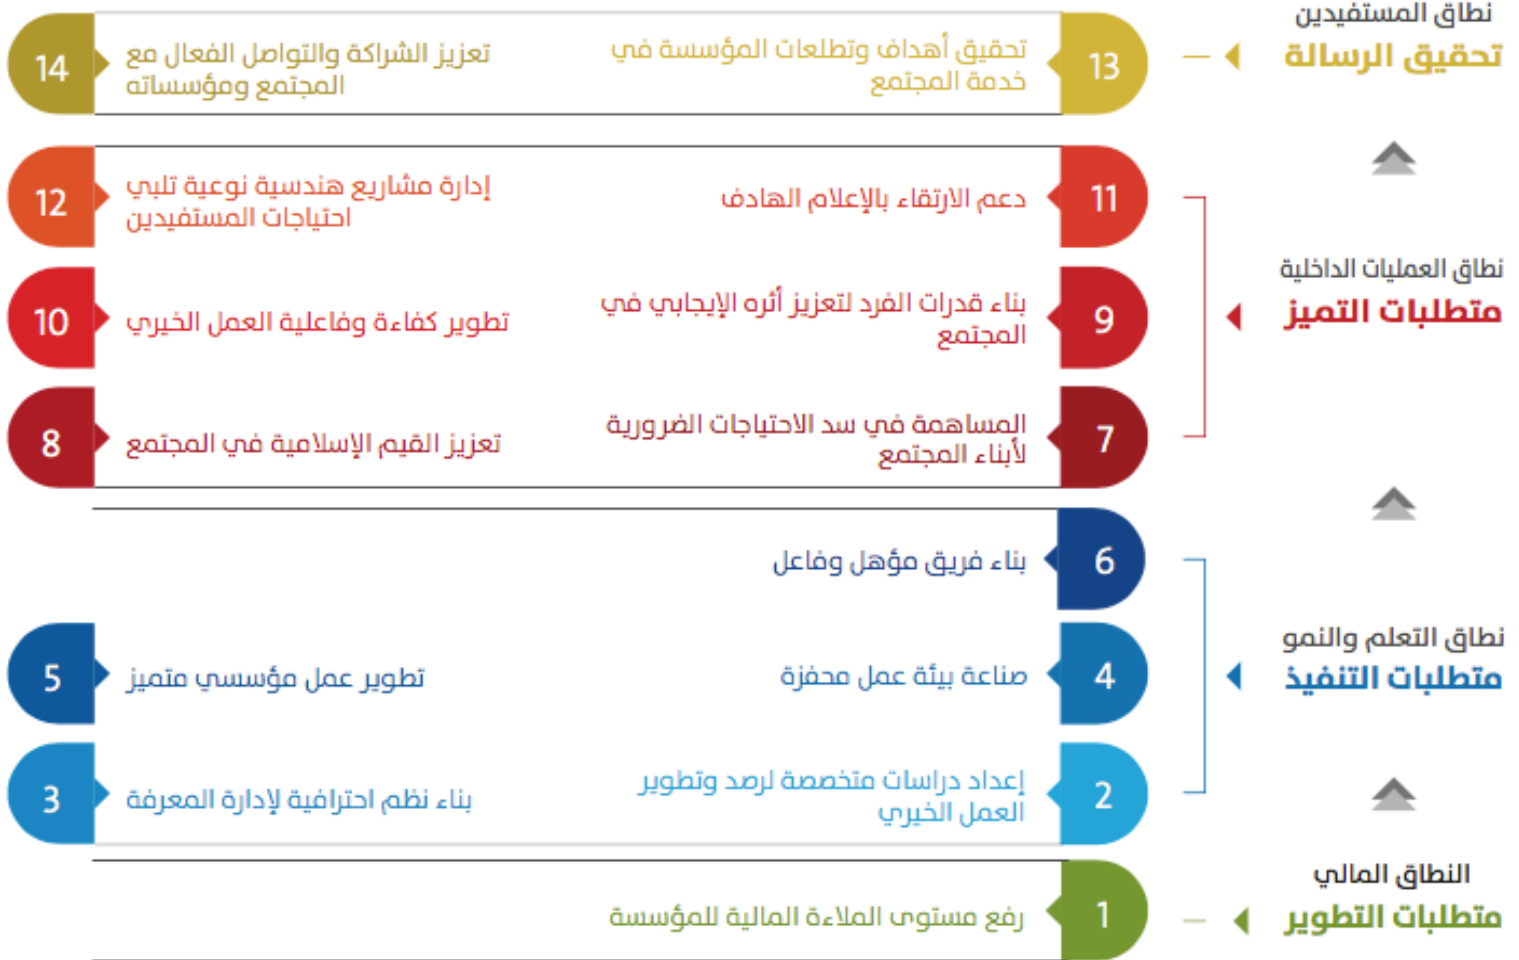 نطاق المستفيدين
تحقيق الرسالة
13
تحقيق أهداف وتطلعات المؤسسة في
خدمة المجتمع
14
تعزيز الشراكة والتواصل الفعال مع
المجتمع ومؤسساته
نطاق العمليات الداخلية
متطلبات التميز
11
دعم الارتقاء بالإعلام الهادف
12
إدارة مشاريع هندسية نوعية تلبي
احتياجات المستفيدين
9
بناء قدرات الفرد لتعزيز أثره الإيجابي في
المجتمع
10
تطوير كفاءة وفاعلية العمل الخيري
7
المساهمة في سد الاحتياجات الضرورية
لأبناء المجتمع
8
تعزيز القيم الإسلامية في المجتمع
نطاق التعلم والنمو
متطلبات التنفيذ
6
بناء فريق مؤهل وفاعل
4
صناعة بيئة عمل محفزة
5
تطوير عمل مؤسسي متميز
2
إعداد دراسات متخصصة لرصد وتطوير
العمل الخيري
3
بناء نظم احترافية لإدارة المعرفة
النطاق المالي
متطلبات التطوير
1
رفع مستوى الملاءة المالية للمؤسسة